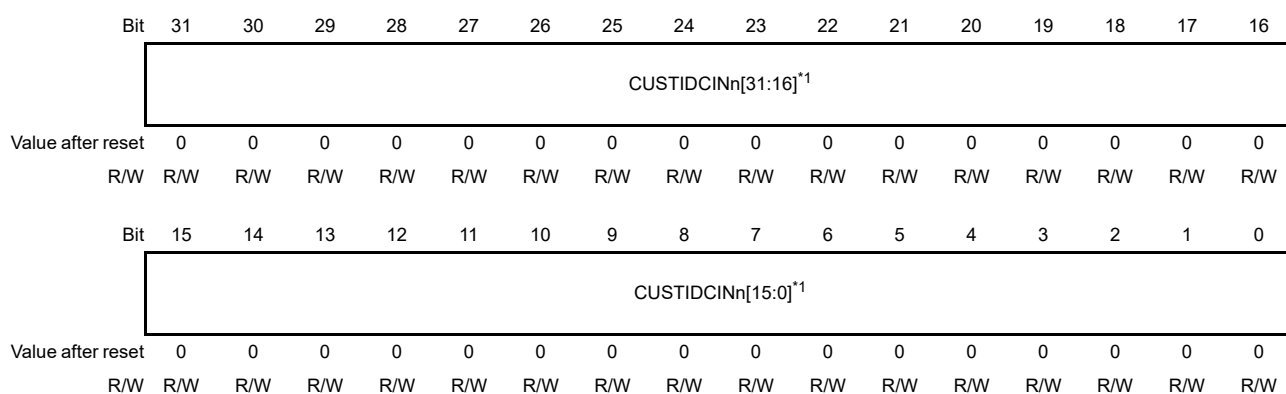 Bit 31 30 29 28 27 26 25 24 23 22 21 20 19 18 17 16
CUSTIDCINn[31:16]*1
Value after reset 0 0 0 0 0 0 0 0 0 0 0 0 0 0 0 0
R/W R/W R/W R/W R/W R/W R/W R/W R/W R/W R/W R/W R/W R/W R/W R/W R/W
Bit 15 14 13 12 11 10 9 8 7 6 5 4 3 2 1 0
CUSTIDCINn[15:0]*1
Value after reset 0 0 0 0 0 0 0 0 0 0 0 0 0 0 0 0
R/W R/W R/W R/W R/W R/W R/W R/W R/W R/W R/W R/W R/W R/W R/W R/W R/W